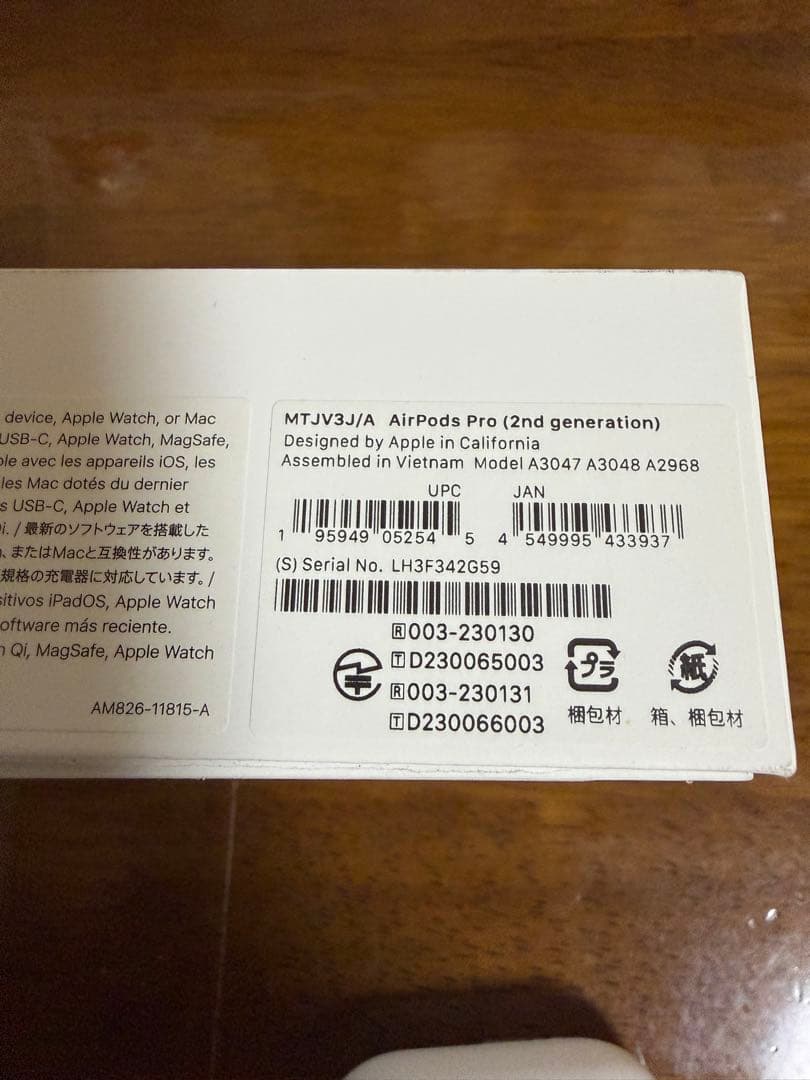 device, Apple Watch, or Mac
USB-C, Apple Watch, MagSafe,
avec les appareils iOS, les
les Mac dotés du dernier
USB-C, Apple Watch et
/ 最新のソフトウェアを搭載した
、またはMacと互換性があります。
規格の充電器に対応しています。/
iPadOS, Apple Watch
software más reciente.
Qi, MagSafe, Apple Watch
AM826-11815-A
MTJV3J/A AirPods Pro (2nd generation)
Designed by Apple in California
Assembled in Vietnam Model A3047 A3048 A2968
UPC JAN
1 95949 05254 5 4 549995 433937
(S) Serial No. LH3F342G59
R 003-230130
T D230065003
R 003-231131
T D230066003
プラ
梱包材
紙
箱、梱包材